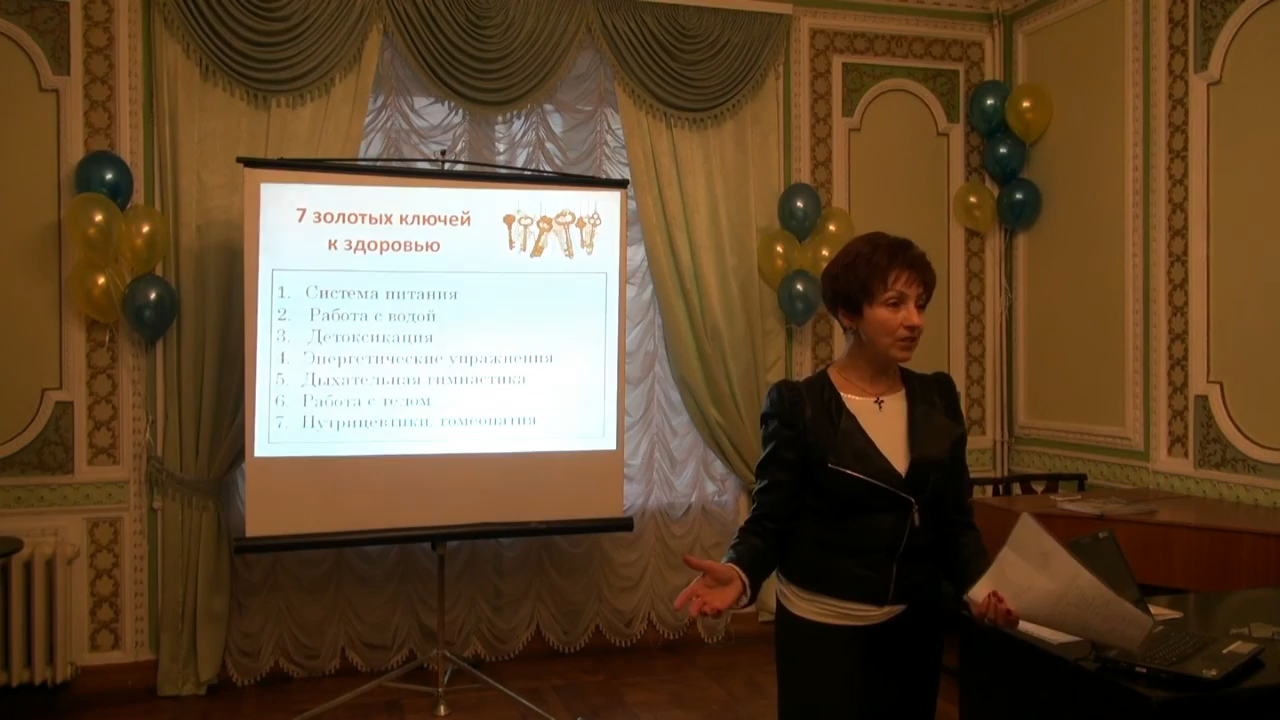 7 золотых ключей
к здоровью
1. Система питания
2. Работа с водой
3. Детоксикация
4. Энергетические упражнения
5. Дыхательная гимнастика
6. Работа с телом
7. Нутрицевтики, гомеопатия